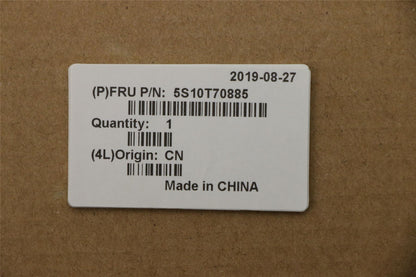 2019-08-27
(P)FRU P/N: 5S10T70885
Quantity: 1
(4L)Origin: CN
Made in CHINA